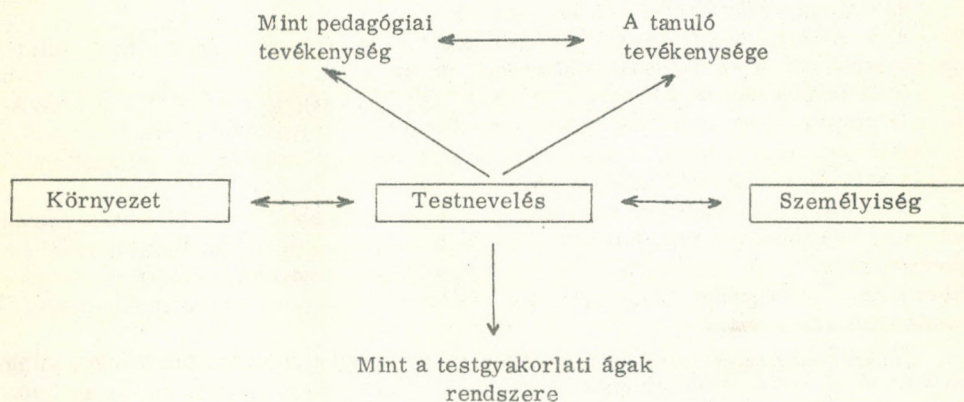 Mint pedagógiai
tevékenység
A tanuló
tevékenysége
Környezet
Testnevelés
Személyiség
Mint a testgyakorlati ágak
rendszere